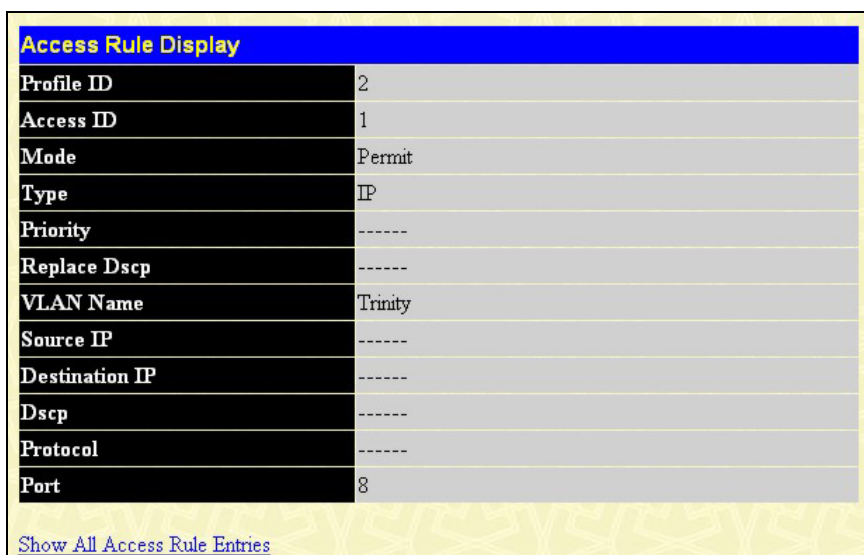 Access Rule Display
Profile ID 2
Access ID 1
Mode Permit
Type IP
Priority ------
Replace Dscp ------
VLAN Name Trinity
Source IP ------
Destination IP ------
Dscp ------
Protocol ------
Port 8
Show All Access Rule Entries